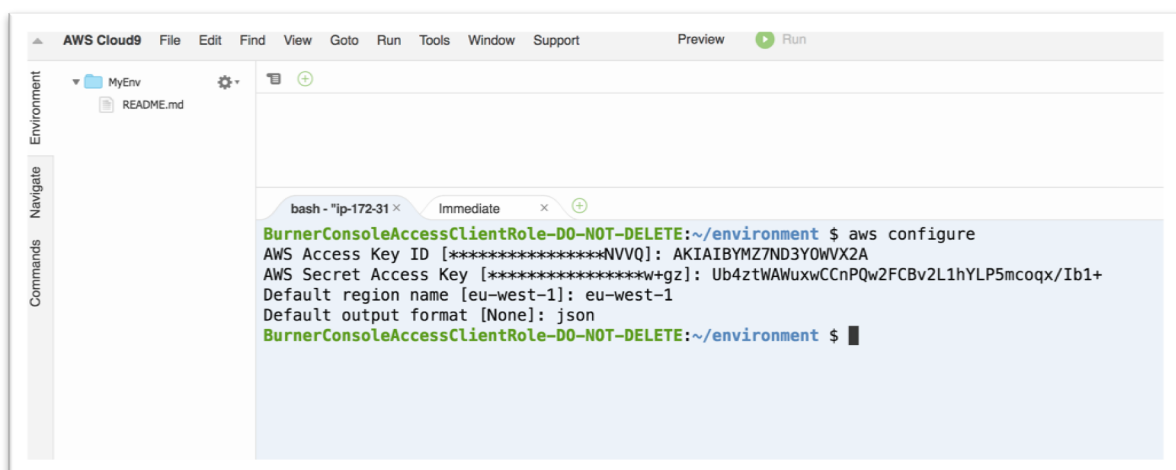 AWS Cloud9 File Edit Find View Goto Run Tools Window Support Preview Run
Environment
Navigate
Commands
MyEnv
README.md
bash - "ip-172-31 × Immediate ×
BurnerConsoleAccessClientRole-DO-NOT-DELETE:~/environment $ aws configure
AWS Access Key ID [****************NVVQ]: AKIAIBYMZ7ND3YOWVX2A
AWS Secret Access Key [****************w+gz]: 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
Default region name [eu-west-1]: eu-west-1
Default output format [None]: json
BurnerConsoleAccessClientRole-DO-NOT-DELETE:~/environment $